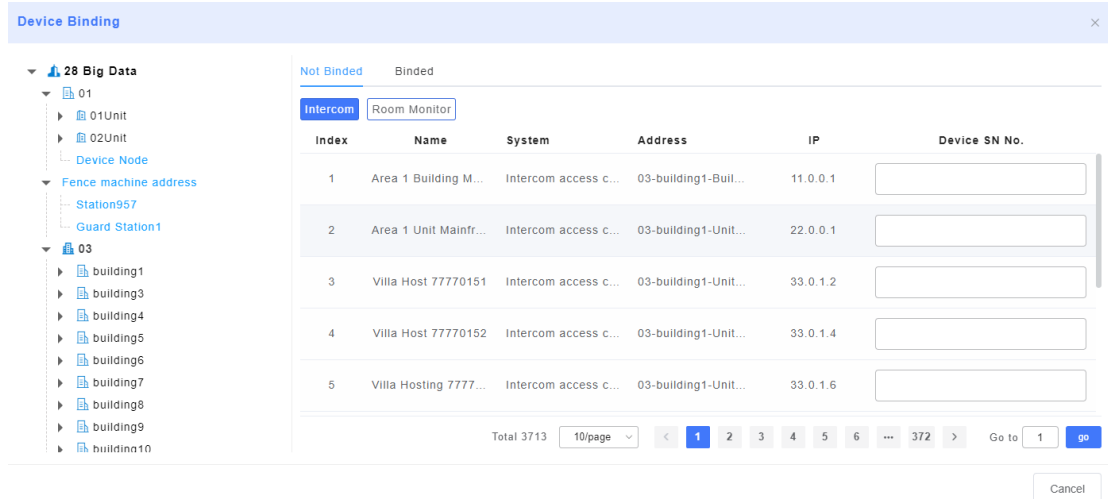 Device Binding
28 Big Data
01
01Unit
02Unit
Device Node
Fence machine address
Station957
Guard Station1
03
building1
building3
building4
building5
building6
building7
building8
building9
building10
Not Binded Binded
Intercom Room Monitor
Index Name System Address IP Device SN No.
1 Area 1 Building M... Intercom access c... 03-building1-Buil... 11.0.0.1
2 Area 1 Unit Mainfr... Intercom access c... 03-building1-Unit... 22.0.0.1
3 Villa Host 77770151 Intercom access c... 03-building1-Unit... 33.0.1.2
4 Villa Host 77770152 Intercom access c... 03-building1-Unit... 33.0.1.4
5 Villa Hosting 7777... Intercom access c... 03-building1-Unit... 33.0.1.6
Total 3713 10/page < 1 2 3 4 5 6 ••• 372 > Go to 1 go
Cancel